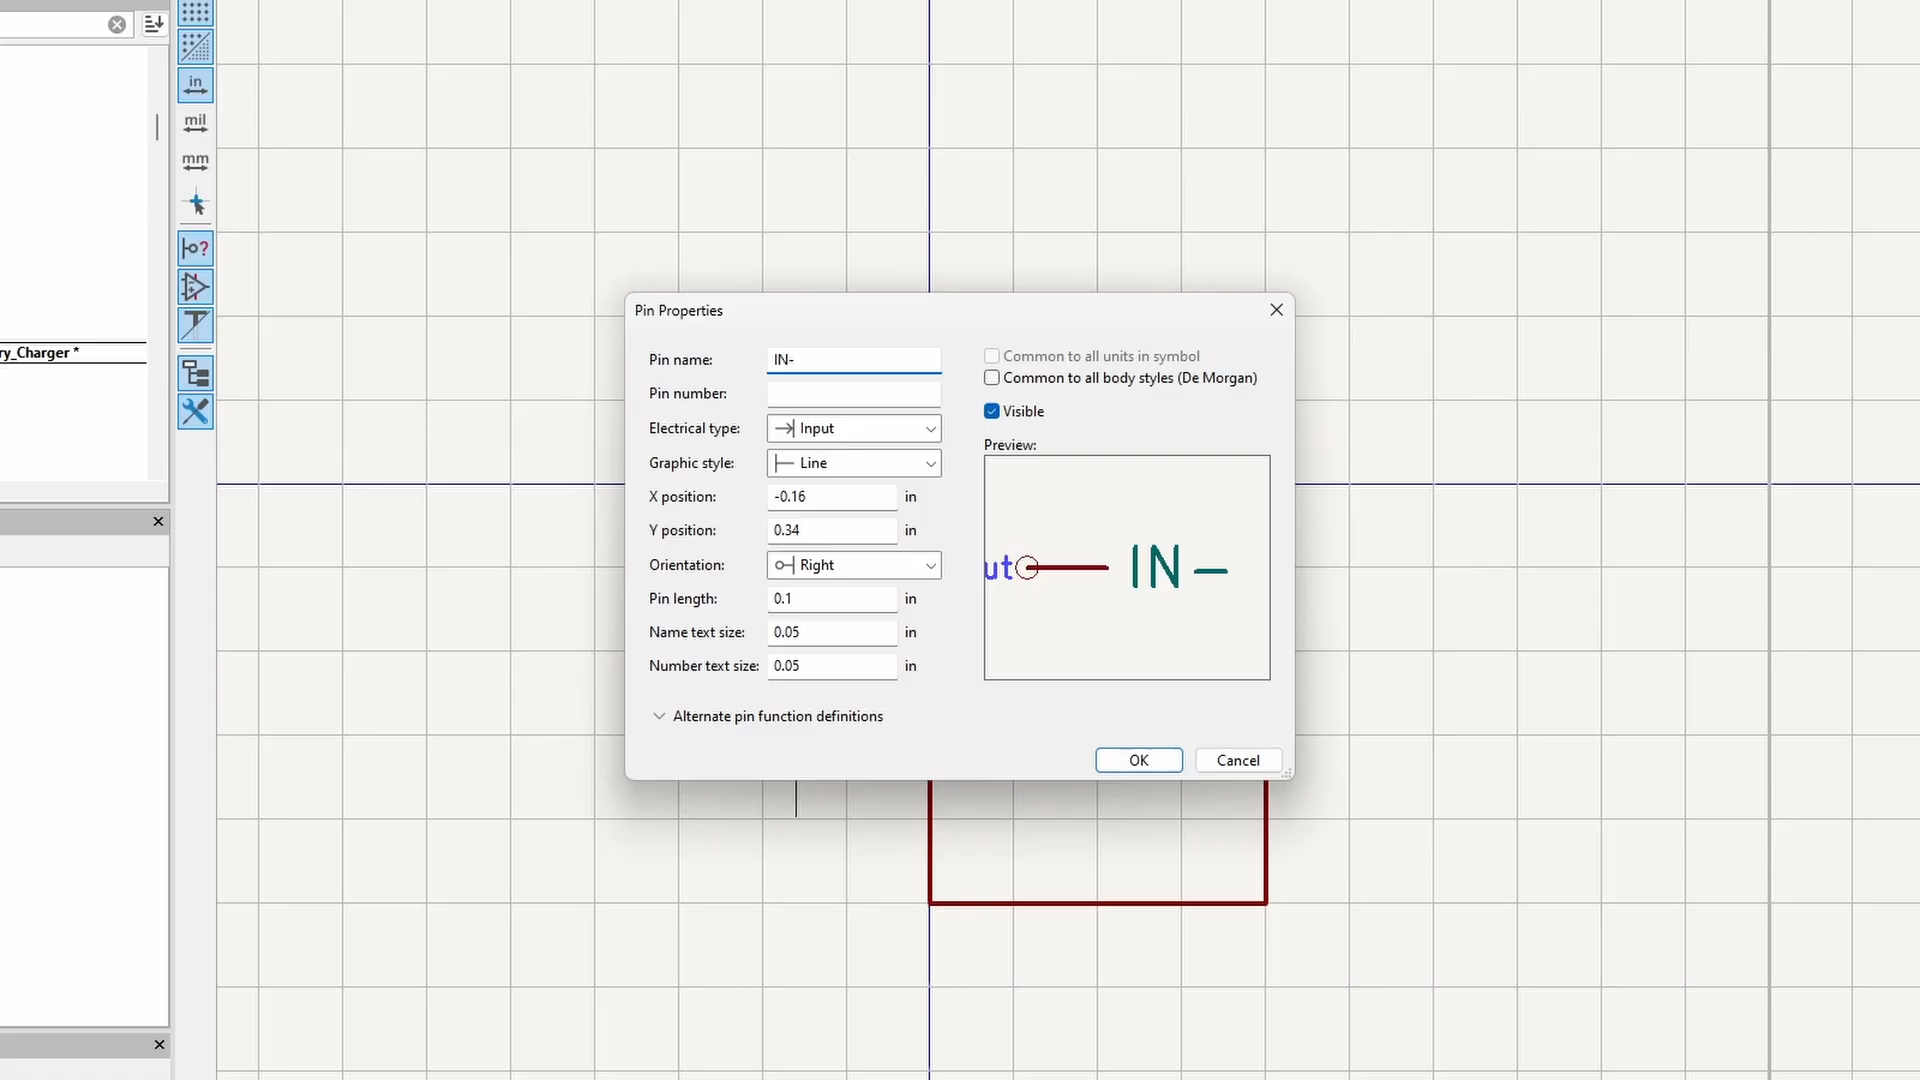 in
mil
mm
ry_Charger *
Pin Properties
Pin name:
IN-
Pin number:
Electrical type:
Input
Graphic style:
Line
X position:
-0.16
in
Y position:
0.34
in
Orientation:
Right
Pin length:
0.1
in
Name text size:
0.05
in
Number text size:
0.05
in
Alternate pin function definitions
Common to all units in symbol
Common to all body styles (De Morgan)
Visible
Preview:
ut
IN-
OK
Cancel